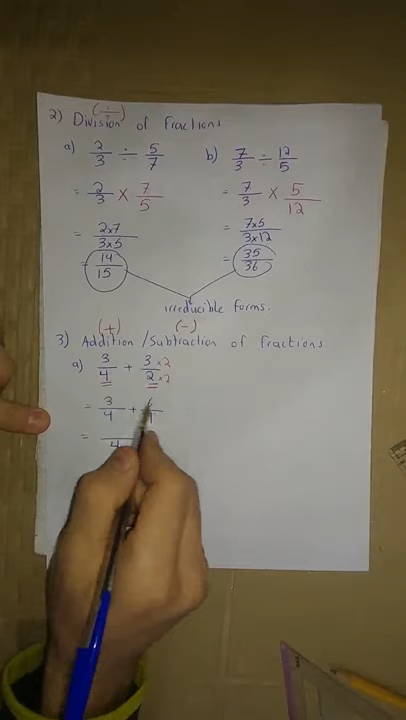 (÷)
2) Division of Fractions
a) 2/3 ÷ 5/7
b) 7/3 ÷ 12/5
= 2/3 × 7/5
= 7/3 × 5/12
= 2×7/3×5
= 7×5/3×12
= 14/15
= 35/36
irreducible forms.
(+) (-)
3) Addition /Subtraction of Fractions
a) 3/4 + 3×2/2×2
= 3/4 +
= 4